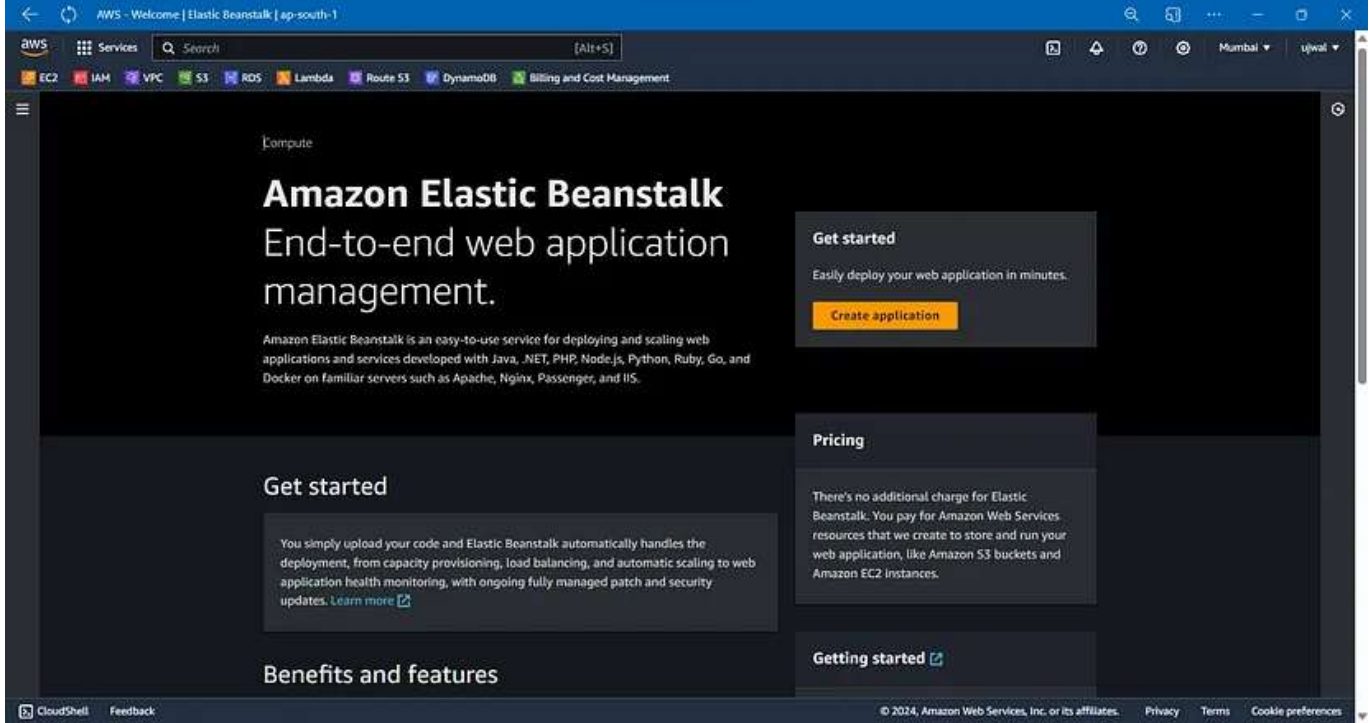 AWS - Welcome | Elastic Beanstalk | ap-south-1
aws Services Search [Alt+S] Mumbai ujwal
EC2 IAM VPC S3 RDS Lambda Route 53 DynamoDB Billing and Cost Management
Compute
Amazon Elastic Beanstalk
End-to-end web application
management.
Amazon Elastic Beanstalk is an easy-to-use service for deploying and scaling web
applications and services developed with Java, .NET, PHP, Node.js, Python, Ruby, Go, and
Docker on familiar servers such as Apache, Nginx, Passenger, and IIS.
Get started
Easily deploy your web application in minutes.
Create application
Pricing
There's no additional charge for Elastic
Beanstalk. You pay for Amazon Web Services
resources that we create to store and run your
web application, like Amazon S3 buckets and
Amazon EC2 instances.
Get started
You simply upload your code and Elastic Beanstalk automatically handles the
deployment, from capacity provisioning, load balancing, and automatic scaling to web
application health monitoring, with ongoing fully managed patch and security
updates. Learn more
Getting started
Benefits and features
CloudShell Feedback © 2024, Amazon Web Services, Inc. or its affiliates. Privacy Terms Cookie preferences